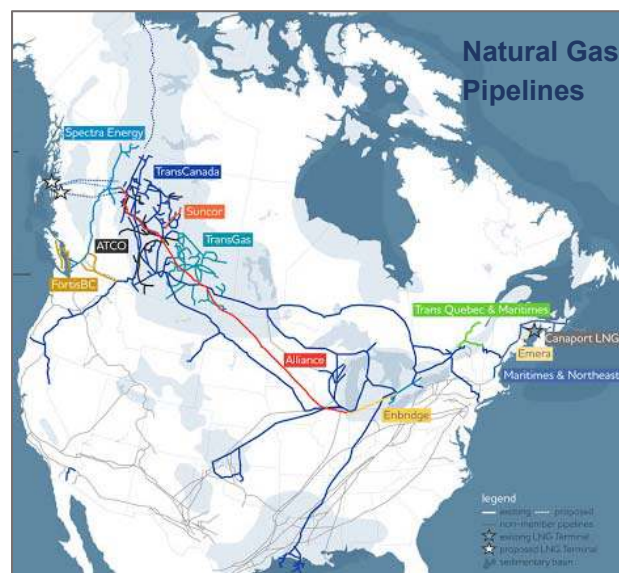 Natural Gas
Pipelines
Spectra Energy
TransCanada
Suncor
ATCO
TransGas
FortisBC
Trans Quebec & Maritimes
Canaport LNG
Emera
Alliance
Maritimes & Northeast
Enbridge
legend
existing proposed
non-member pipelines
existing LNG Terminal
proposed LNG Terminal
sedimentary basin